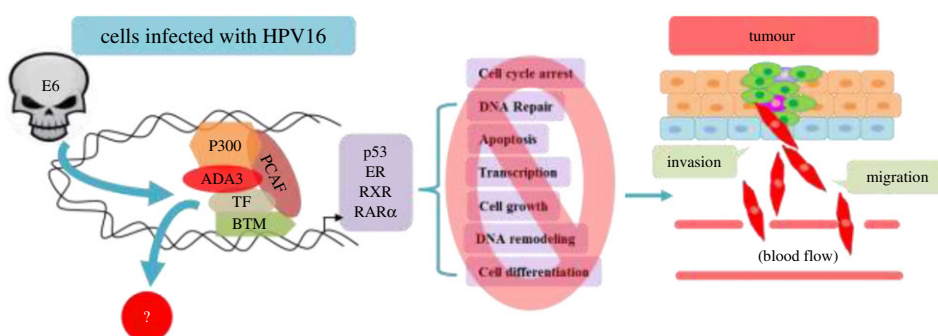 cells infected with HPV16
E6
P300
PCAF
ADA3
TF
BTM
?
p53
ER
RXR
RARα
Cell cycle arrest
DNA Repair
Apoptosis
Transcription
Cell growth
DNA remodeling
Cell differentiation
tumour
invasion
migration
(blood flow)